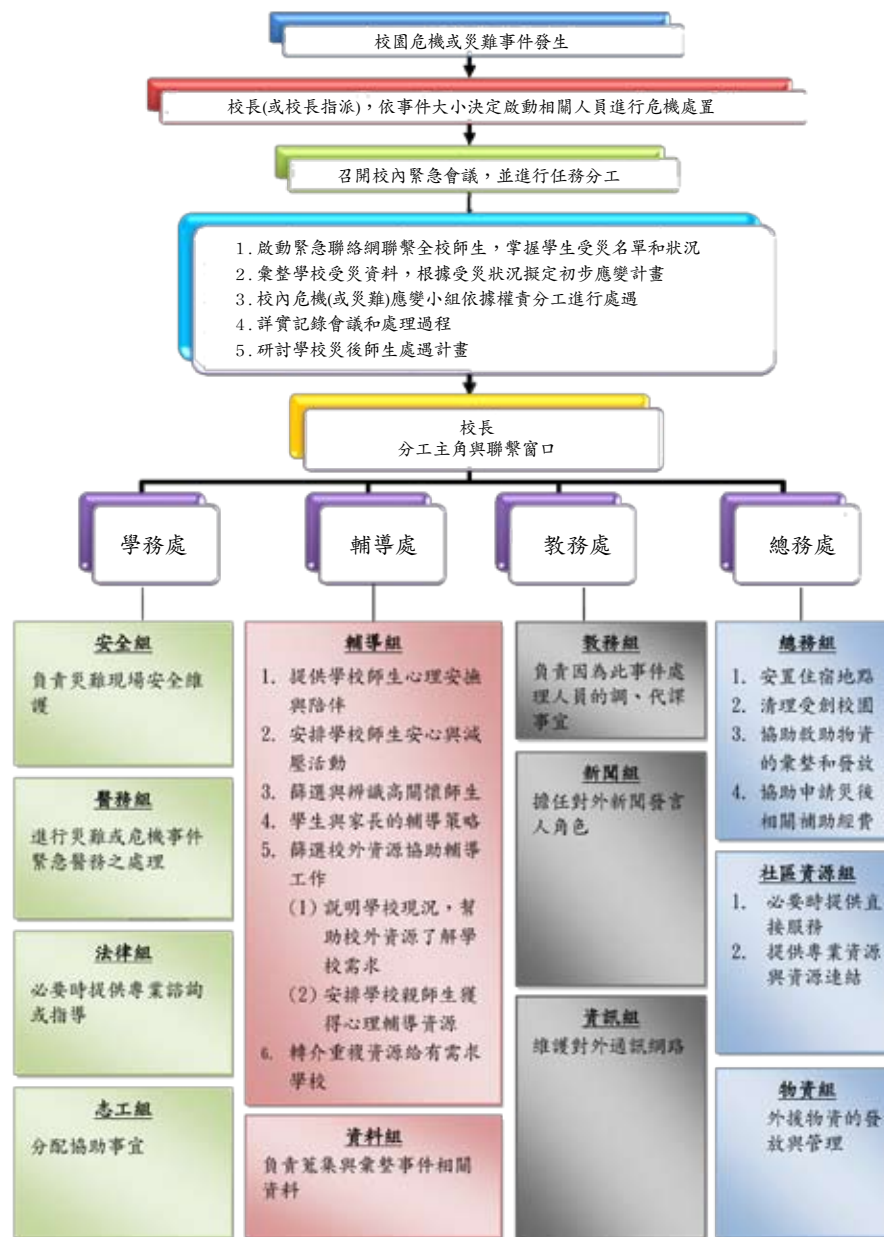 校園危機或災難事件發生
校長(或校長指派)，依事件大小決定啟動相關人員進行危機處置
召開校內緊急會議，並進行任務分工
1.啟動緊急聯絡網聯繫全校師生，掌握學生受災名單和狀況
2.彙整學校受災資料，根據受災狀況擬定初步應變計畫
3.校內危機(或災難)應變小組依據權責分工進行處遇
4.詳實記錄會議和處理過程
5.研討學校災後師生處遇計畫
校長
分工主角與聯繫窗口
學務處
安全組
負責災難現場安全維
護
醫務組
進行災難或危機事件
緊急醫務之處理
法律組
必要時提供專業諮詢
或指導
志工組
分配協助事宜
輔導處
輔導組
1. 提供學校師生心理安撫
與陪伴
2. 安排學校師生安心與減
壓活動
3. 篩選與辨識高關懷師生
4. 學生與家長的輔導策略
5. 篩選校外資源協助輔導
工作
(1) 說明學校現況，幫
助校外資源了解學
校需求
(2) 安排學校親師生獲
得心理輔導資源
6. 轉介重複資源給有需求
學校
資料組
負責蒐集與彙整事件相關
資料
教務處
教務組
負責因為此事件處
理人員的調、代課
事宜
新聞組
擔任對外新聞發言
人角色
資訊組
維護對外通訊網路
總務處
總務組
1. 安置住宿地點
2. 清理受創校園
3. 協助救助物資
的彙整和發放
4. 協助申請災後
相關補助經費
社區資源組
1. 必要時提供直
接服務
2. 提供專業資源
與資源連結
物資組
外援物資的發
放與管理